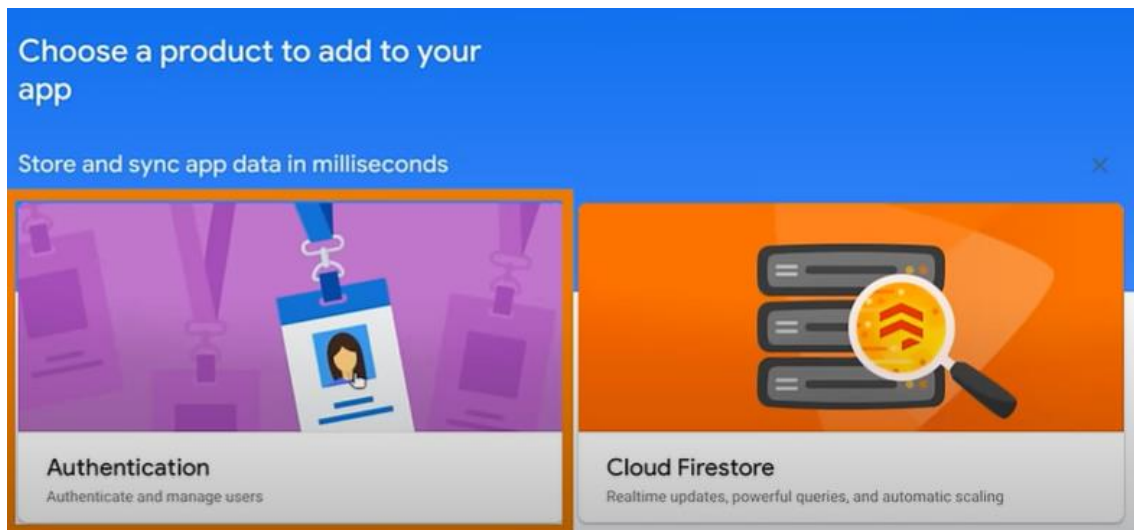 Choose a product to add to your
app
Store and sync app data in milliseconds
Authentication
Authenticate and manage users
Cloud Firestore
Realtime updates, powerful queries, and automatic scaling